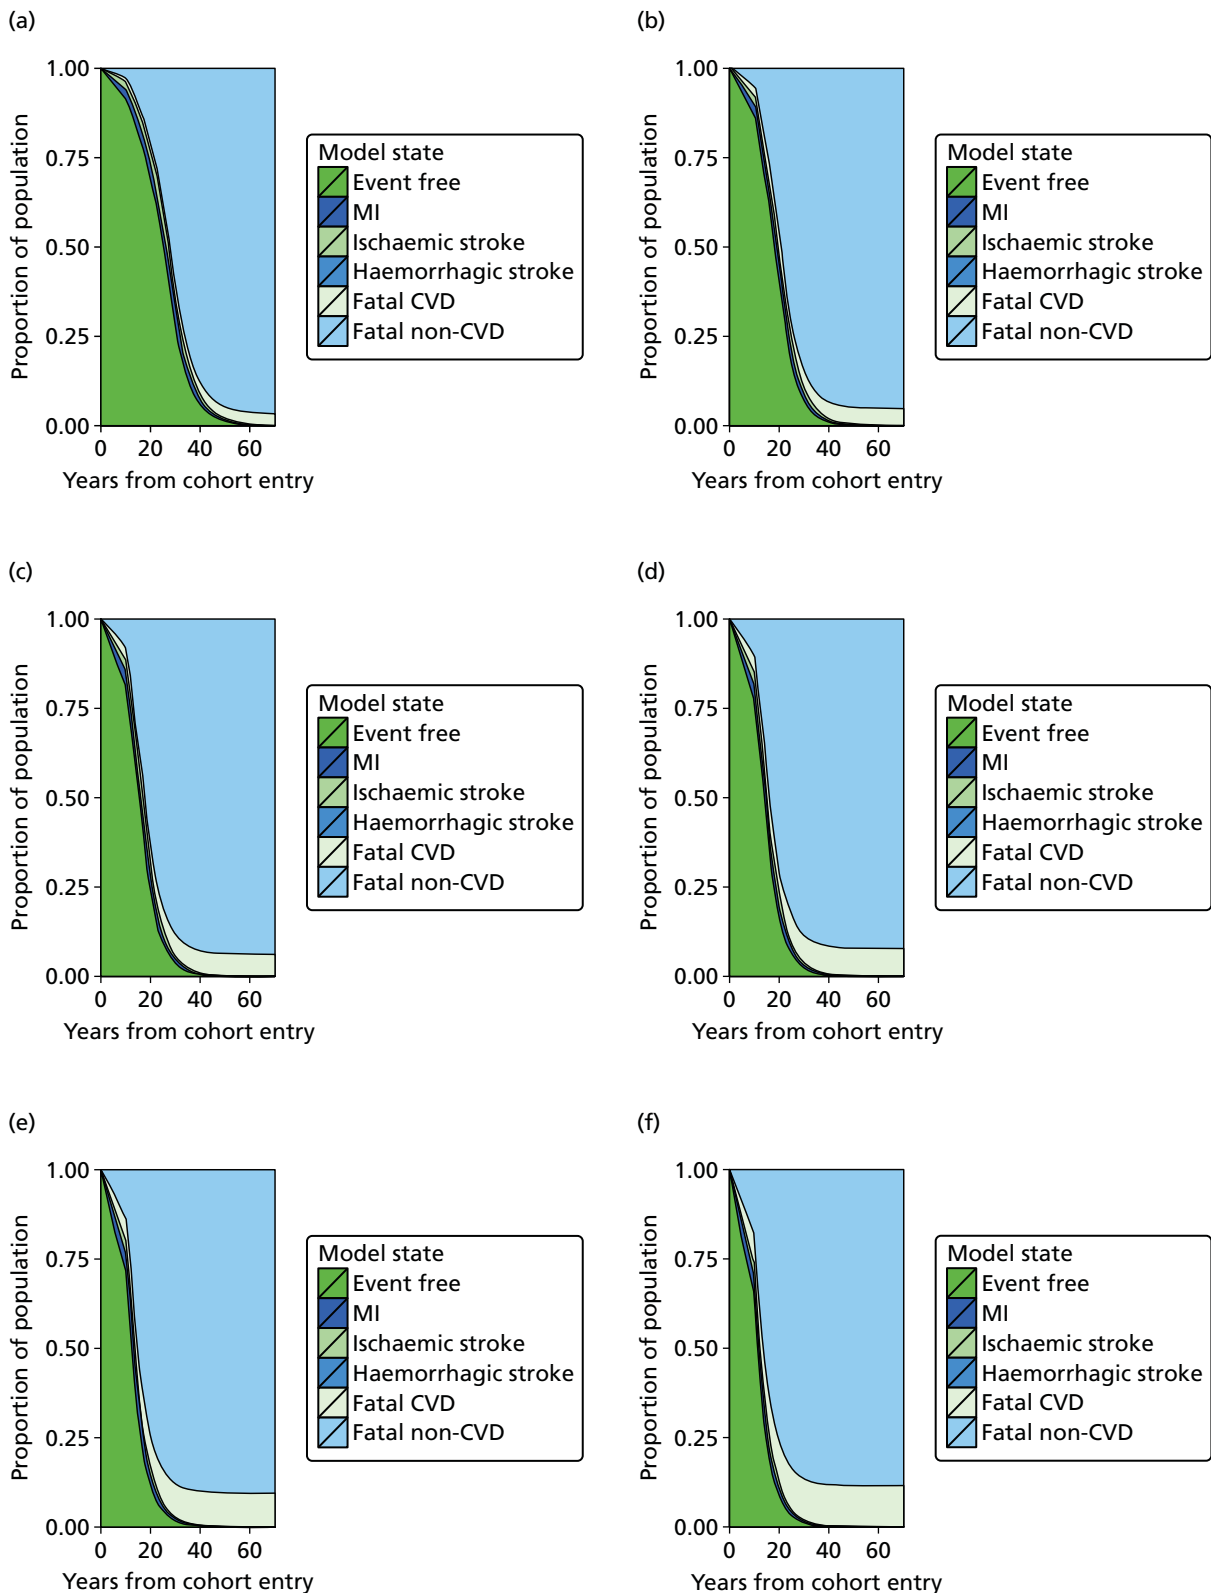 (a)
1.00
0.75
0.50
0.25
0.00
Proportion of population
0 20 40 60
Years from cohort entry
Model state
Event free
MI
Ischaemic stroke
Haemorrhagic stroke
Fatal CVD
Fatal non-CVD
(b)
1.00
0.75
0.50
0.25
0.00
Proportion of population
0 20 40 60
Years from cohort entry
Model state
Event free
MI
Ischaemic stroke
Haemorrhagic stroke
Fatal CVD
Fatal non-CVD
(c)
1.00
0.75
0.50
0.25
0.00
Proportion of population
0 20 40 60
Years from cohort entry
Model state
Event free
MI
Ischaemic stroke
Haemorrhagic stroke
Fatal CVD
Fatal non-CVD
(d)
1.00
0.75
0.50
0.25
0.00
Proportion of population
0 20 40 60
Years from cohort entry
Model state
Event free
MI
Ischaemic stroke
Haemorrhagic stroke
Fatal CVD
Fatal non-CVD
(e)
1.00
0.75
0.50
0.25
0.00
Proportion of population
0 20 40 60
Years from cohort entry
Model state
Event free
MI
Ischaemic stroke
Haemorrhagic stroke
Fatal CVD
Fatal non-CVD
(f)
1.00
0.75
0.50
0.25
0.00
Proportion of population
0 20 40 60
Years from cohort entry
Model state
Event free
MI
Ischaemic stroke
Haemorrhagic stroke
Fatal CVD
Fatal non-CVD